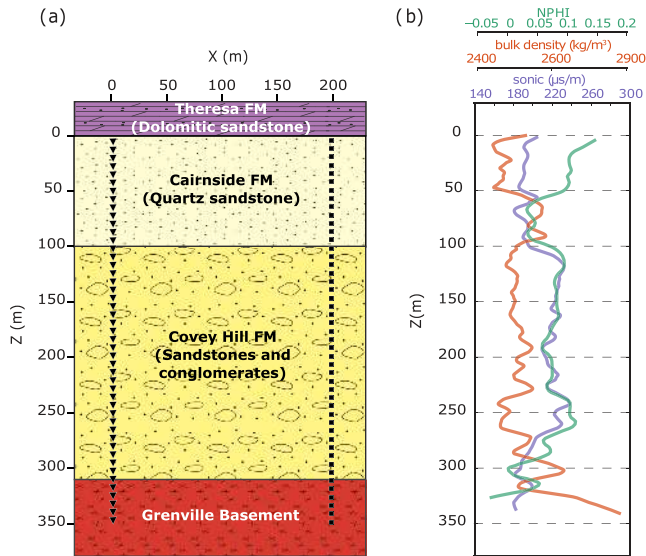 (a)
X (m)
0 50 100 150 200
Theresa FM
(Dolomitic sandstone)
Cairnside FM
(Quartz sandstone)
Covey Hill FM
(Sandstones and
conglomerates)
Grenville Basement
Z (m)
0
50
100
150
200
250
300
350
(b)
NPHI
-0.05 0 0.05 0.1 0.15 0.2
bulk density (kg/m³)
2400 2600 2900
sonic (µs/m)
140 180 220 260 300
Z(m)
0
50
100
150
200
250
300
350